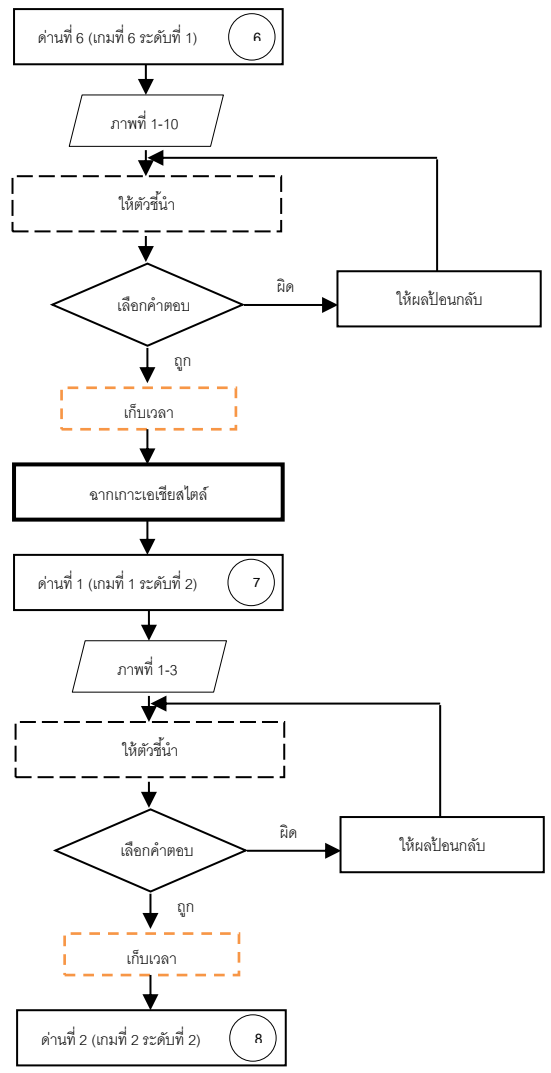 ด่านที่ 6 (เกมที่ 6 ระดับที่ 1) 6
ภาพที่ 1-10
ให้ตัวชี้นำ
เลือกคำตอบ
ผิด
ให้ผลป้อนกลับ
ถูก
เก็บเวลา
ฉากเกาะเอเชียสไตล์
ด่านที่ 1 (เกมที่ 1 ระดับที่ 2) 7
ภาพที่ 1-3
ให้ตัวชี้นำ
เลือกคำตอบ
ผิด
ให้ผลป้อนกลับ
ถูก
เก็บเวลา
ด่านที่ 2 (เกมที่ 2 ระดับที่ 2) 8